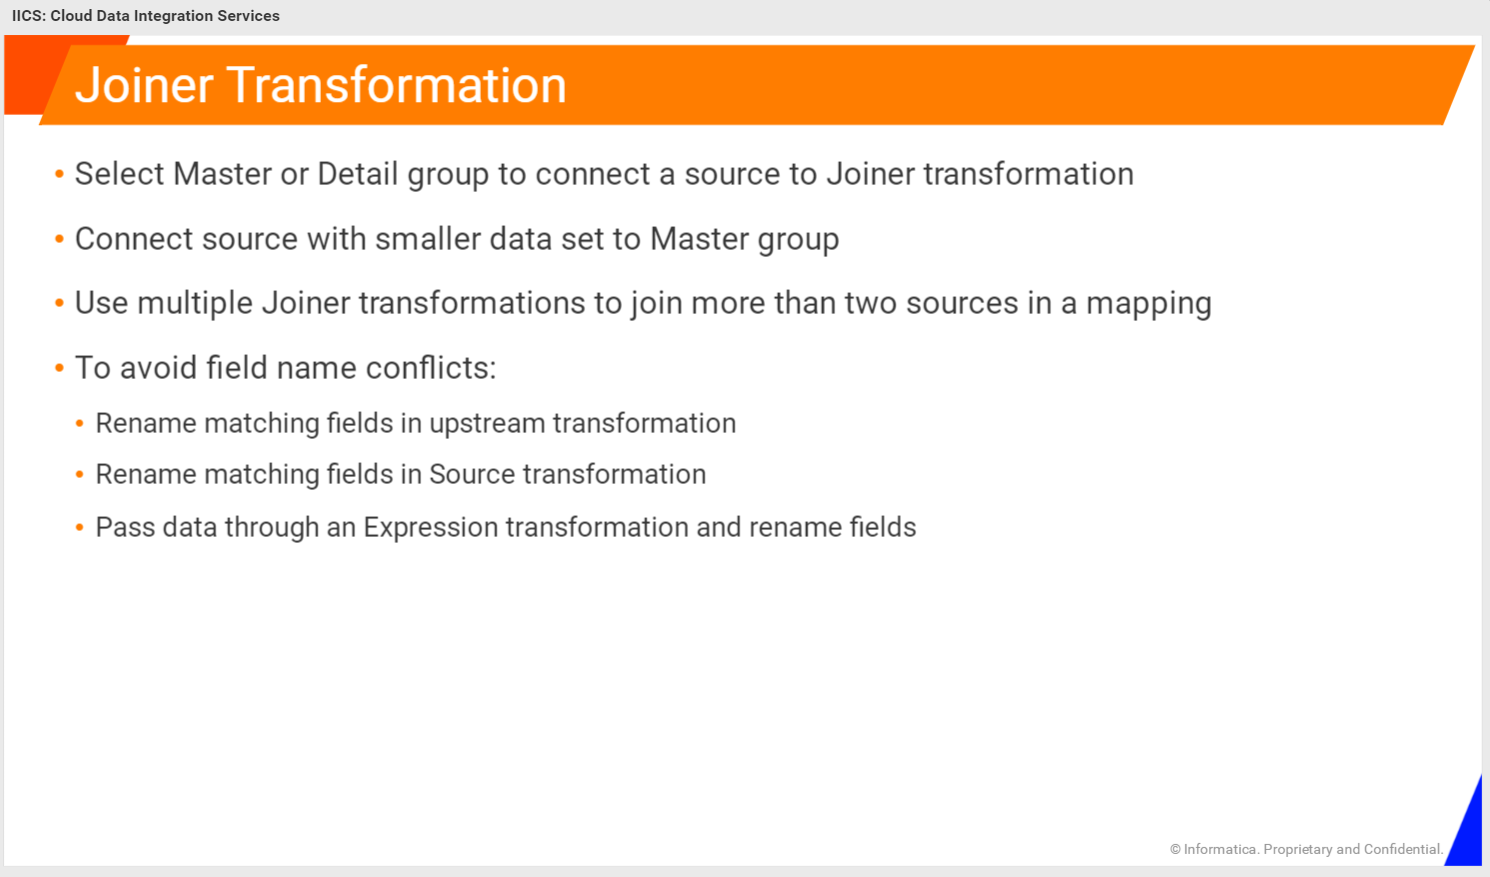 IICS: Cloud Data Integration Services
Joiner Transformation
• Select Master or Detail group to connect a source to Joiner transformation
• Connect source with smaller data set to Master group
• Use multiple Joiner transformations to join more than two sources in a mapping
• To avoid field name conflicts:
• Rename matching fields in upstream transformation
• Rename matching fields in Source transformation
• Pass data through an Expression transformation and rename fields
© Informatica. Proprietary and Confidential.